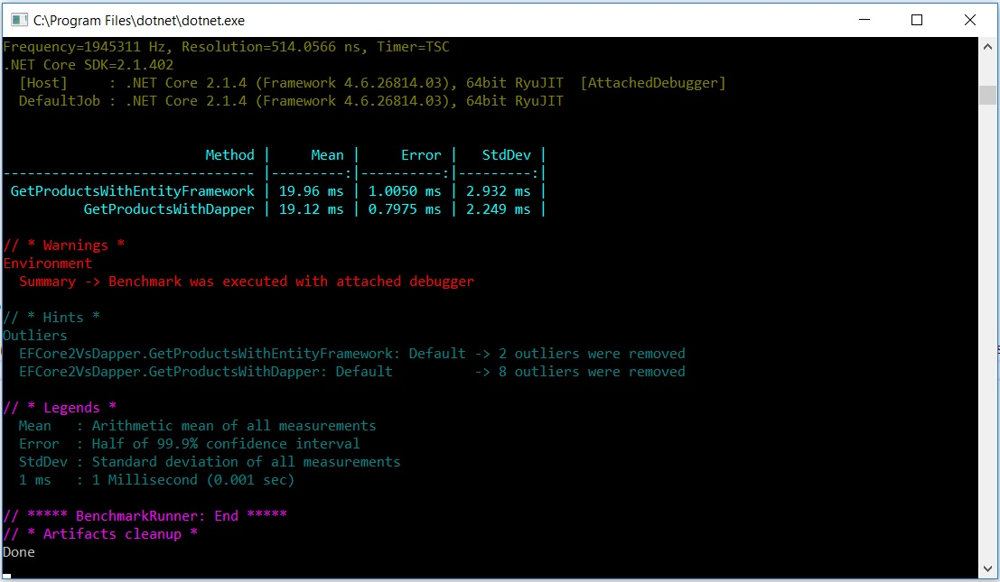 C:\Program Files\dotnet\dotnet.exe
Frequency=1945311 Hz, Resolution=514.0566 ns, Timer=TSC
.NET Core SDK=2.1.402
  [Host]     : .NET Core 2.1.4 (Framework 4.6.26814.03), 64bit RyuJIT  [AttachedDebugger]
  DefaultJob : .NET Core 2.1.4 (Framework 4.6.26814.03), 64bit RyuJIT
                         Method |     Mean |     Error |   StdDev |
------------------------------- |---------:|----------:|---------:|
 GetProductsWithEntityFramework | 19.96 ms | 1.0050 ms | 2.932 ms |
          GetProductsWithDapper | 19.12 ms | 0.7975 ms | 2.249 ms |
// * Warnings *
Environment
  Summary -> Benchmark was executed with attached debugger
// * Hints *
Outliers
  EFCore2VsDapper.GetProductsWithEntityFramework: Default -> 2 outliers were removed
  EFCore2VsDapper.GetProductsWithDapper: Default          -> 8 outliers were removed
// * Legends *
  Mean   : Arithmetic mean of all measurements
  Error  : Half of 99.9% confidence interval
  StdDev : Standard deviation of all measurements
  1 ms   : 1 Millisecond (0.001 sec)
// ***** BenchmarkRunner: End *****
// * Artifacts cleanup *
Done